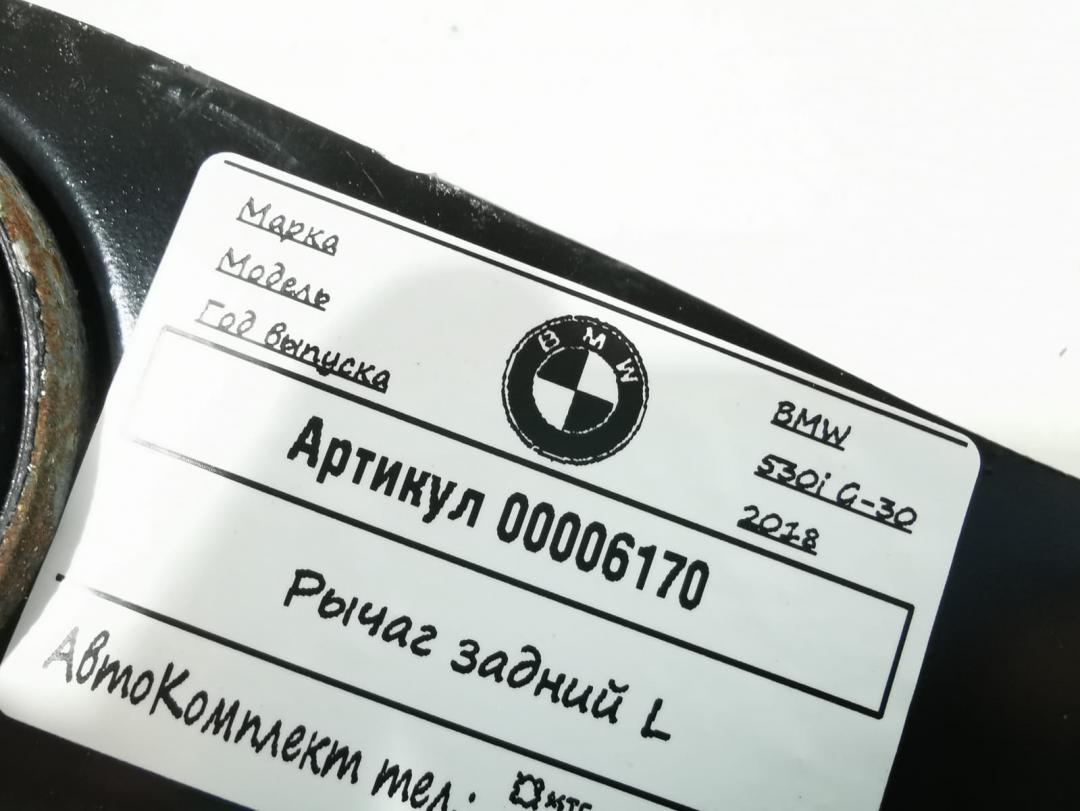 Марка
BMW
Модель
530i G-30
Год выпуска
2018
BMW
Артикул 00006170
Рычаг задний L
АвтоКомплект тел.: